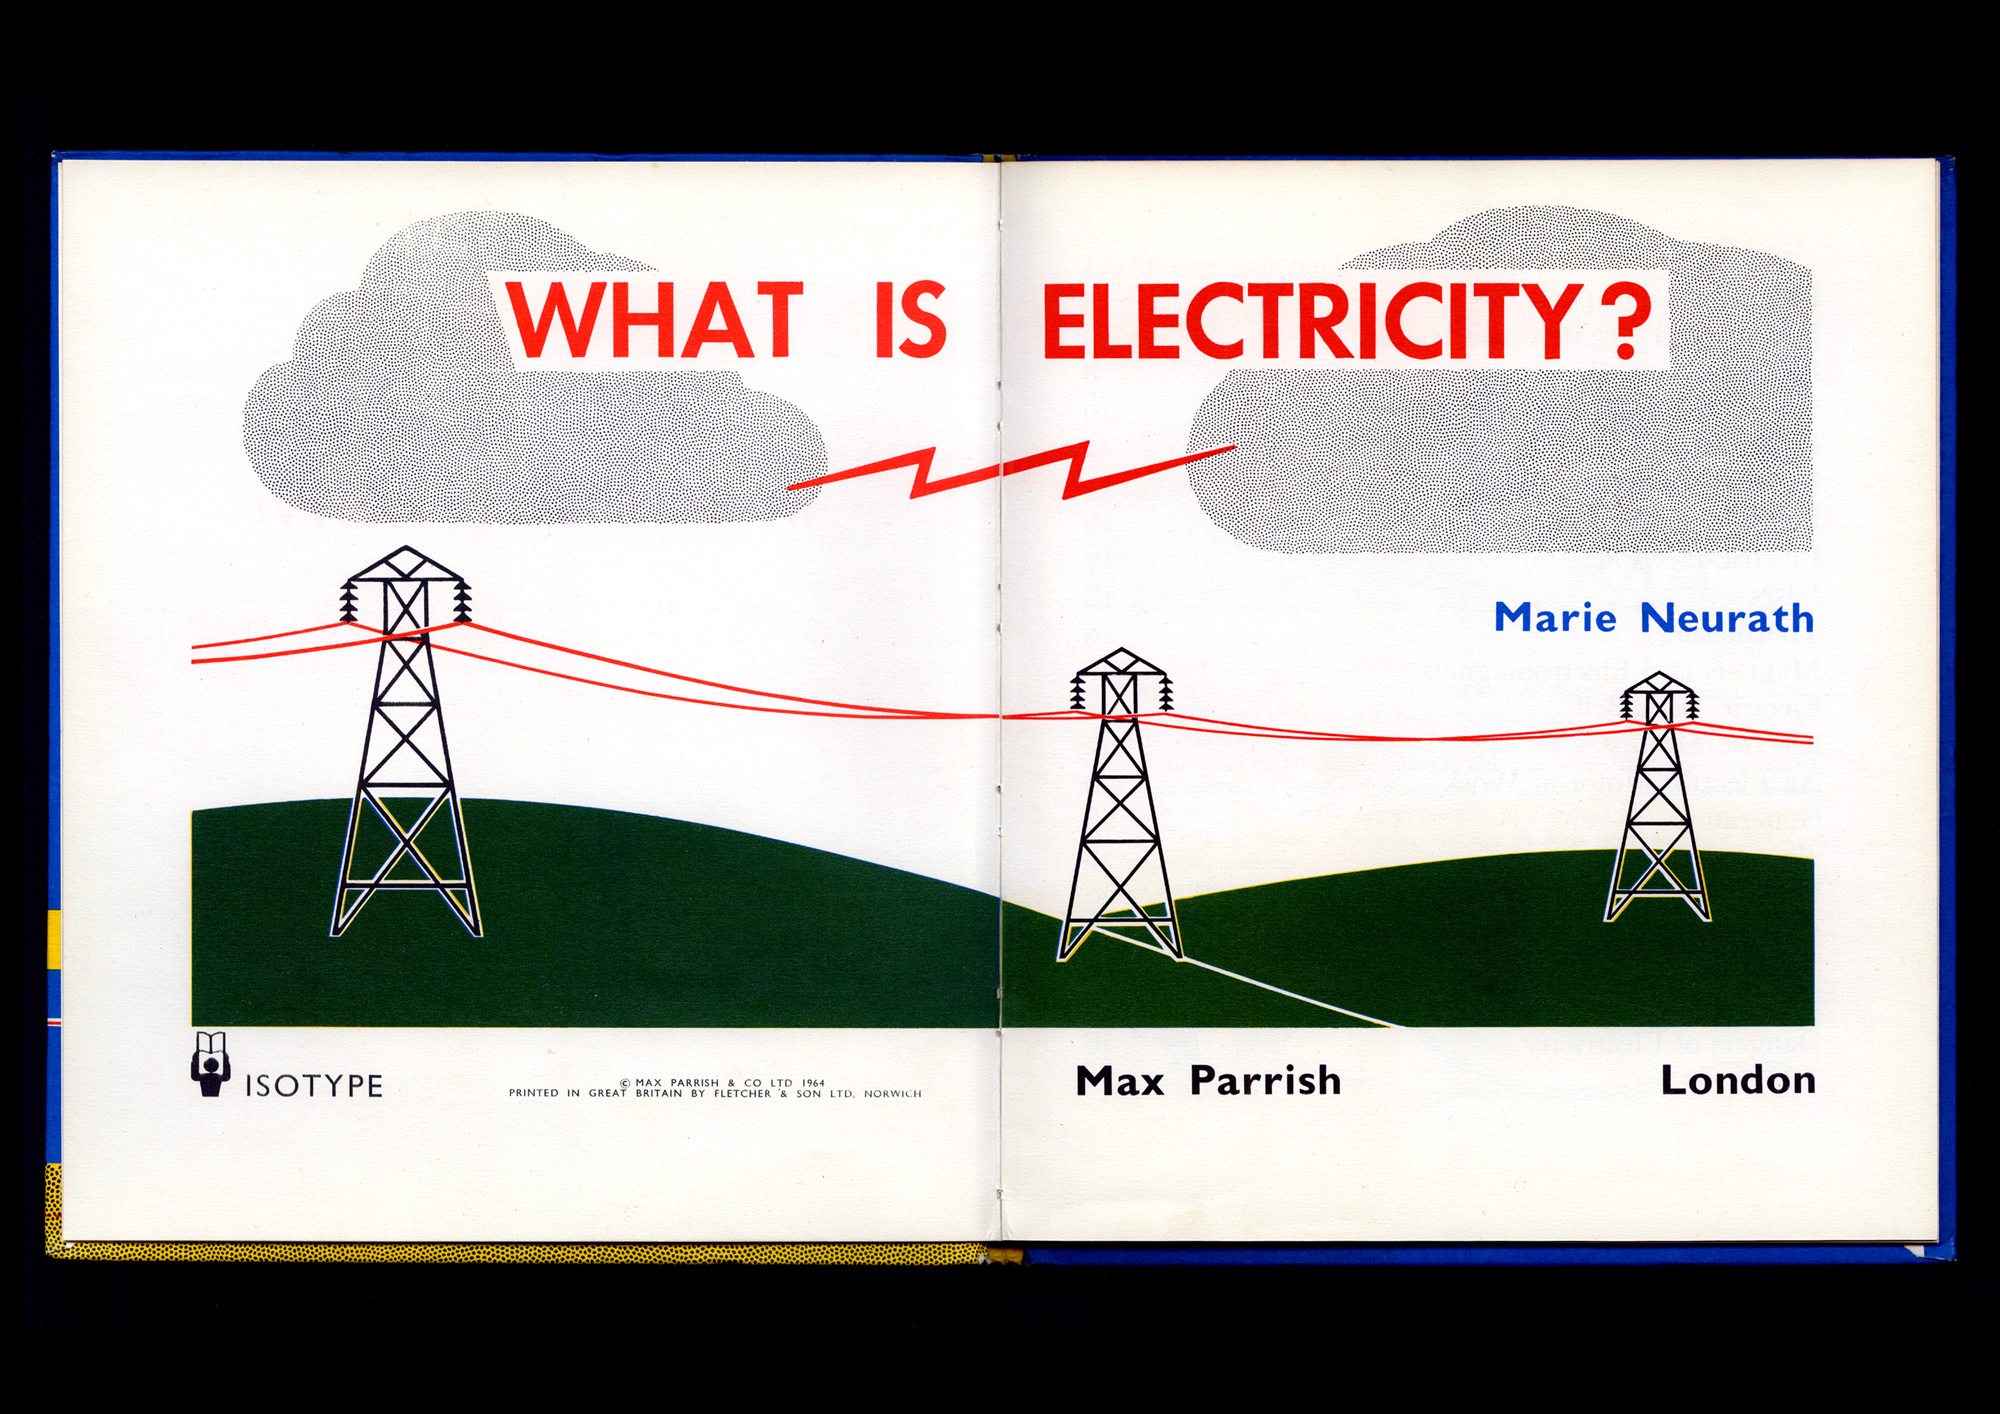 WHAT IS ELECTRICITY?
Marie Neurath
ISOTYPE
© MAX PARRISH & CO LTD 1964
PRINTED IN GREAT BRITAIN BY FLETCHER & SON LTD, NORWICH
Max Parrish London